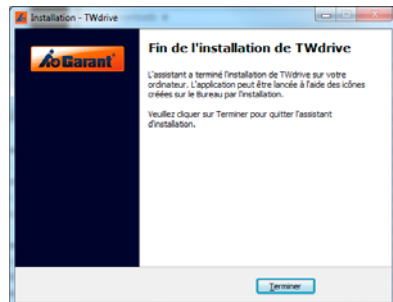 Installation - TWdrive
ioGarant
Fin de l'installation de TWdrive
L'assistant a terminé l'installation de TWdrive sur votre
ordinateur. L'application peut être lancée à l'aide des icônes
créées sur le Bureau par l'installation.
Veuillez cliquer sur Terminer pour quitter l'assistant
d'installation.
Terminer